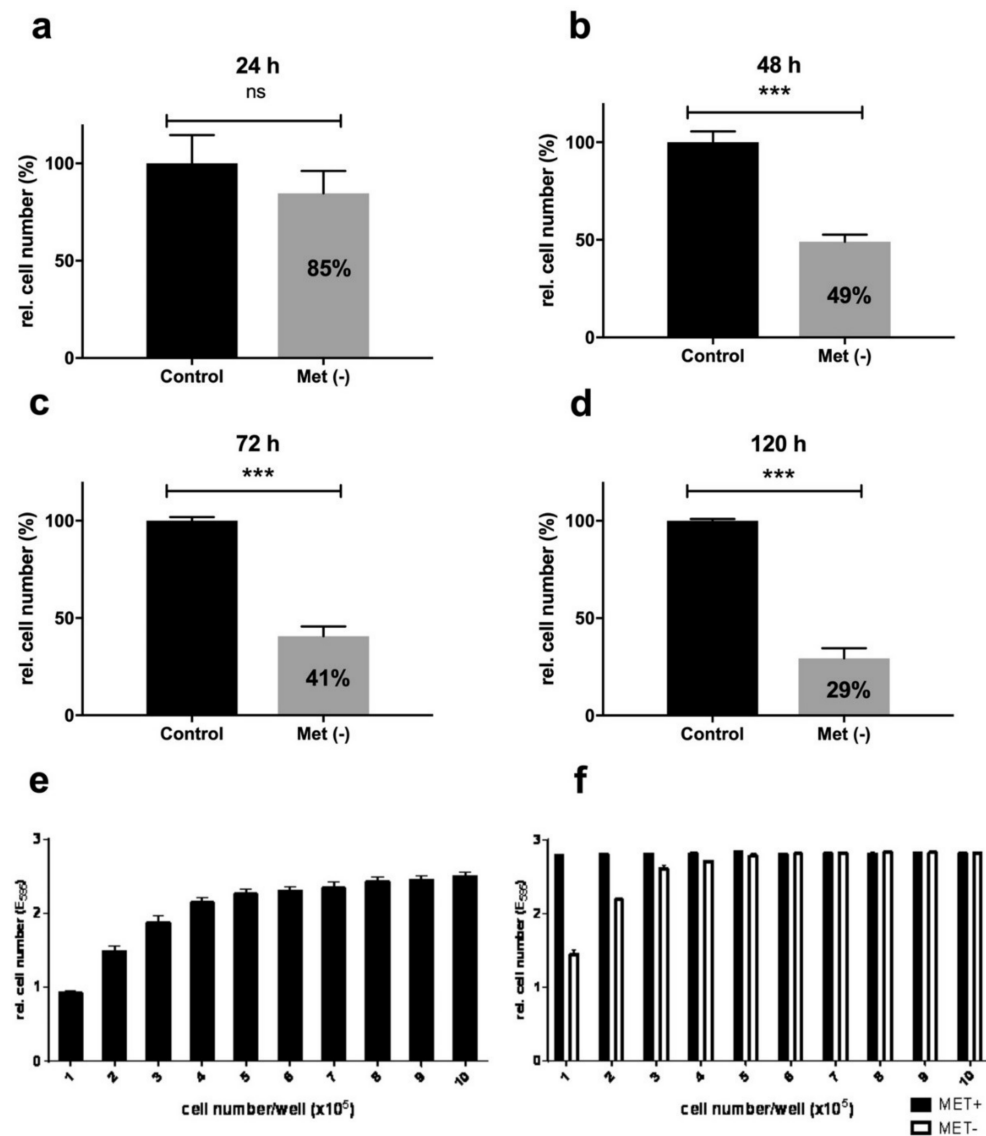 a
24 h
ns
rel. cell number (%)
100
50
0
85%
Control Met (-)
b
48 h
***
rel. cell number (%)
100
50
0
49%
Control Met (-)
c
72 h
***
rel. cell number (%)
100
50
0
41%
Control Met (-)
d
120 h
***
rel. cell number (%)
100
50
0
29%
Control Met (-)
e
rel. cell number (E595)
3
2
1
0
1 2 3 4 5 6 7 8 9 10
cell number/well (x10⁵)
f
rel. cell number (E595)
3
2
1
0
1 2 3 4 5 6 7 8 9 10
cell number/well (x10⁵)
MET+
MET-